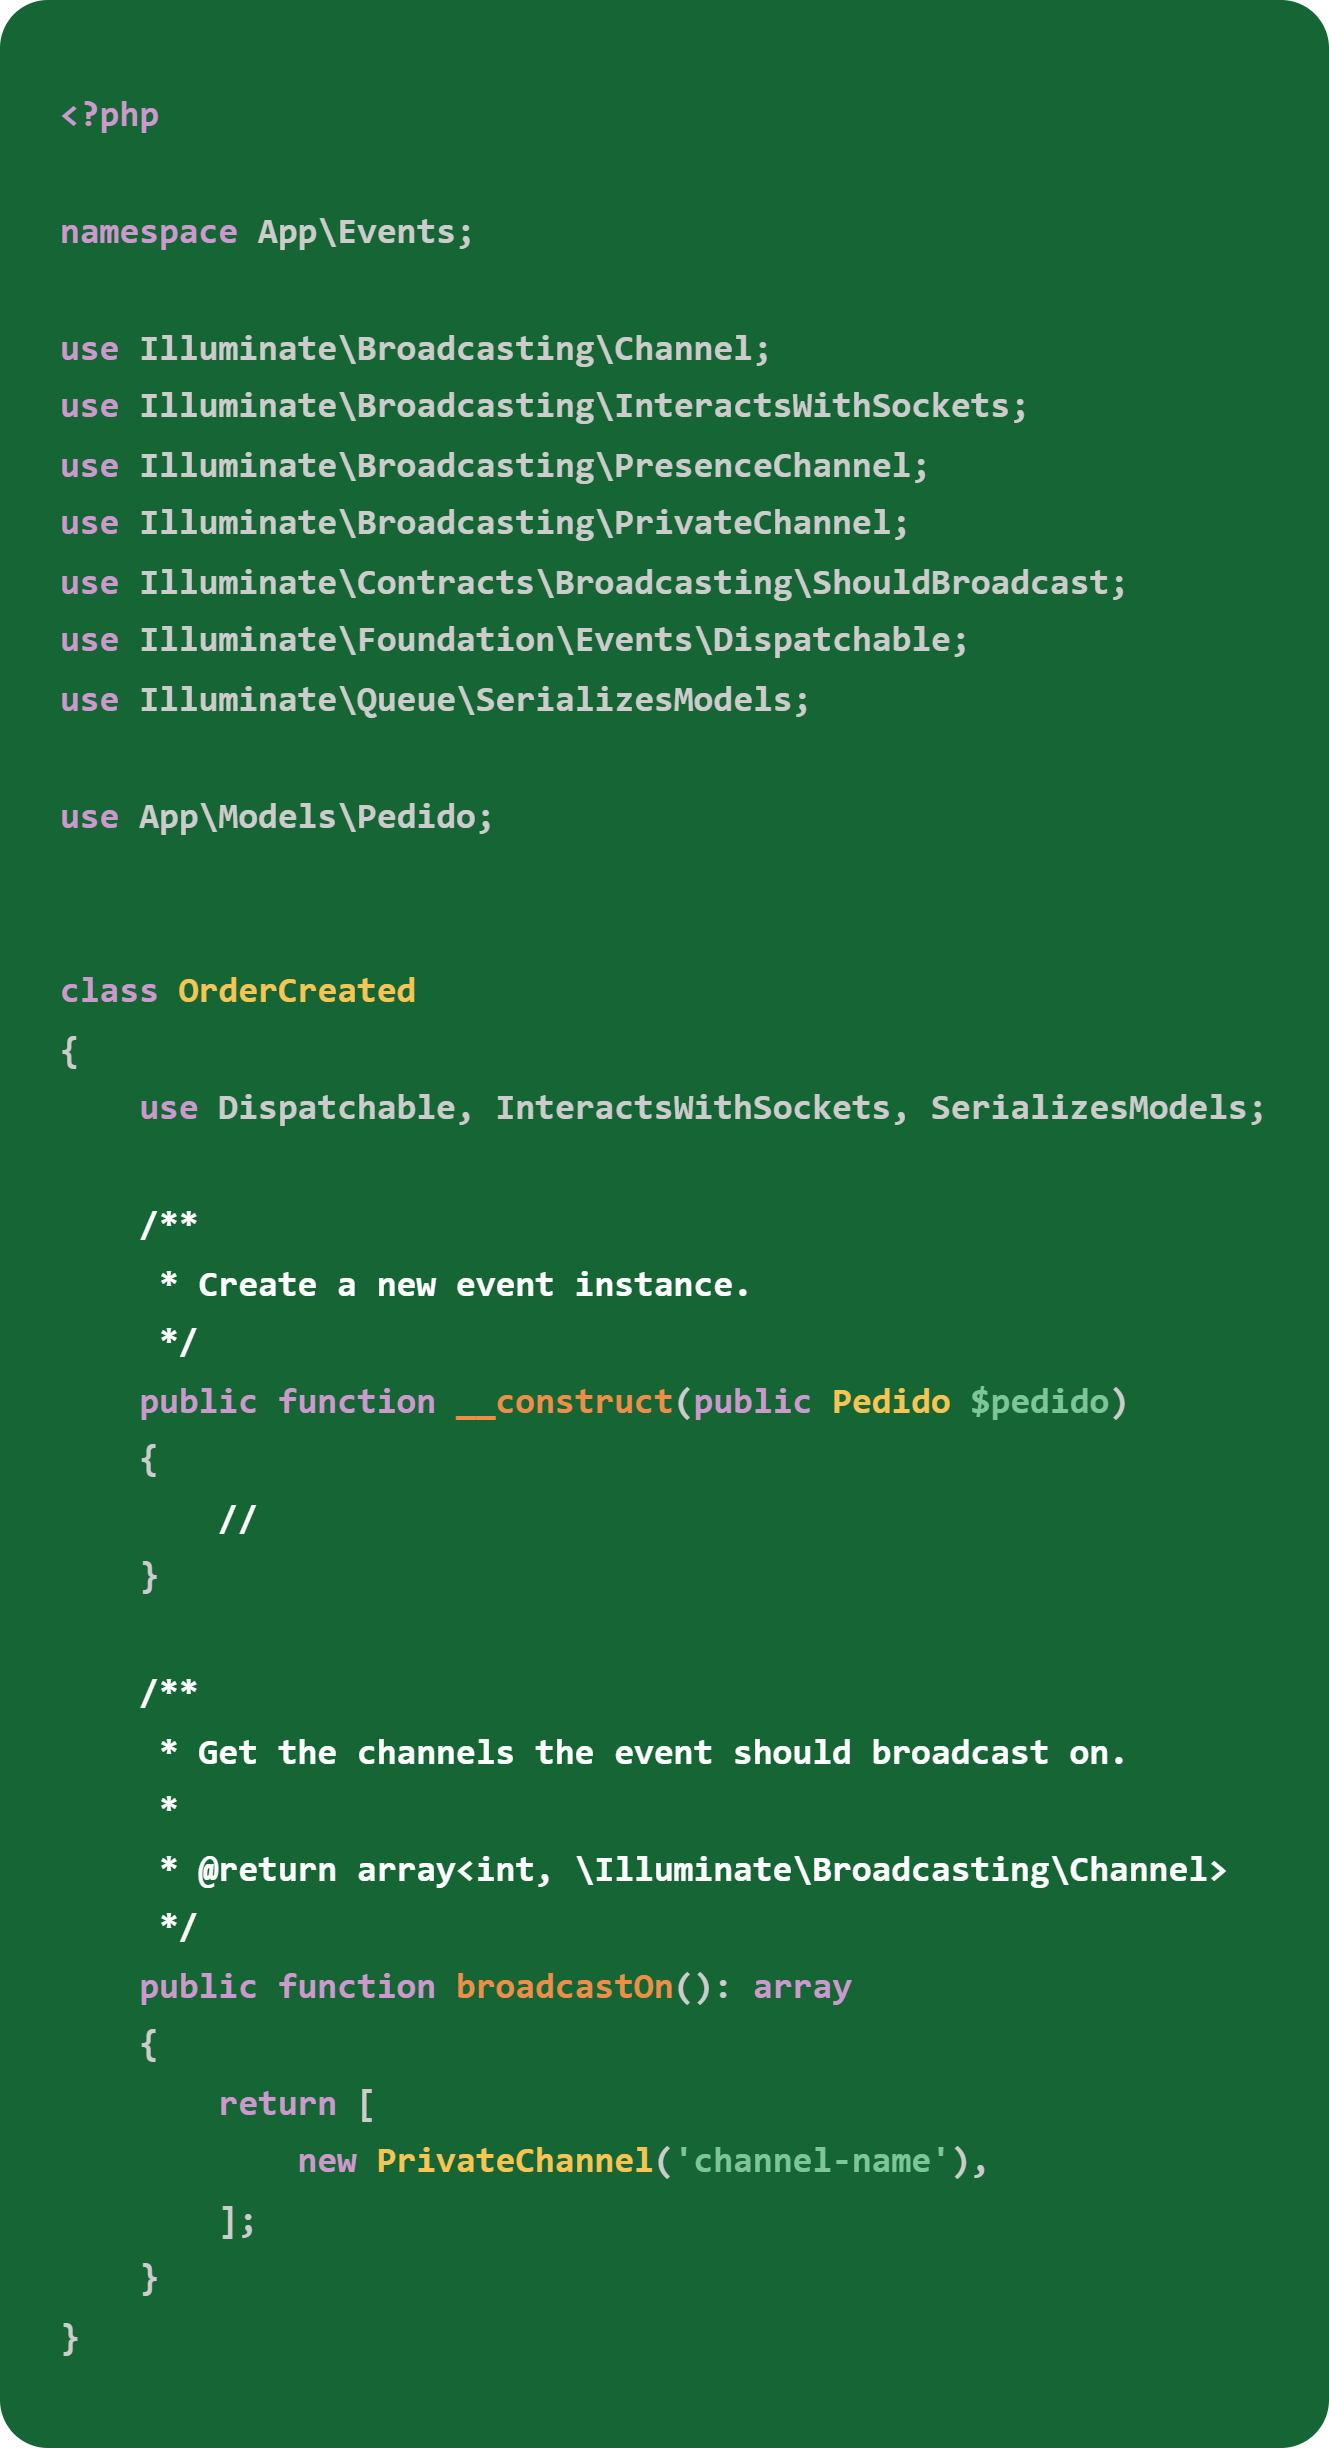 <?php

namespace App\Events;

use Illuminate\Broadcasting\Channel;
use Illuminate\Broadcasting\InteractsWithSockets;
use Illuminate\Broadcasting\PresenceChannel;
use Illuminate\Broadcasting\PrivateChannel;
use Illuminate\Contracts\Broadcasting\ShouldBroadcast;
use Illuminate\Foundation\Events\Dispatchable;
use Illuminate\Queue\SerializesModels;

use App\Models\Pedido;


class OrderCreated
{
    use Dispatchable, InteractsWithSockets, SerializesModels;

    /**
     * Create a new event instance.
     */
    public function __construct(public Pedido $pedido)
    {
        //
    }

    /**
     * Get the channels the event should broadcast on.
     *
     * @return array<int, \Illuminate\Broadcasting\Channel>
     */
    public function broadcastOn(): array
    {
        return [
            new PrivateChannel('channel-name'),
        ];
    }
}